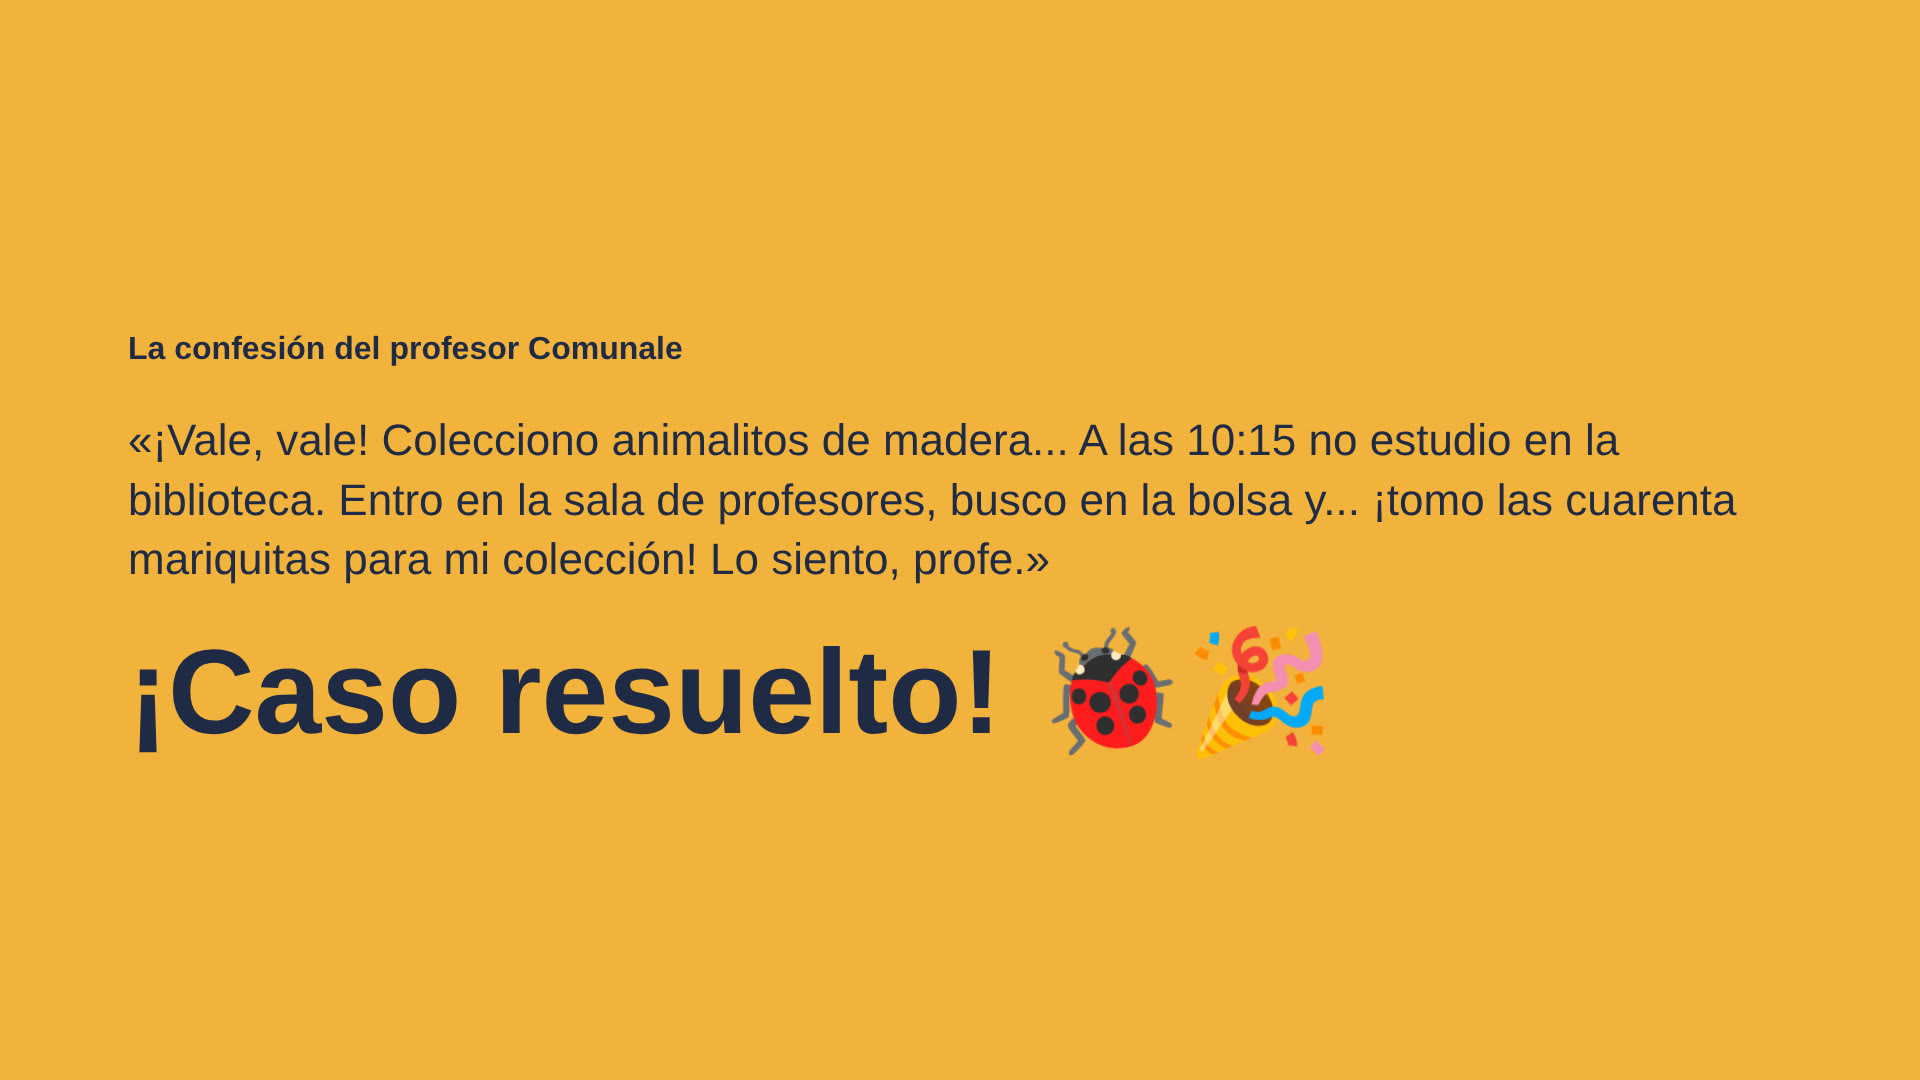 La confesión del profesor Comunale
«¡Vale, vale! Colecciono animalitos de madera... A las 10:15 no estudio en la
biblioteca. Entro en la sala de profesores, busco en la bolsa y... ¡tomo las cuarenta
mariquitas para mi colección! Lo siento, profe.»
¡Caso resuelto! 🐞🎉